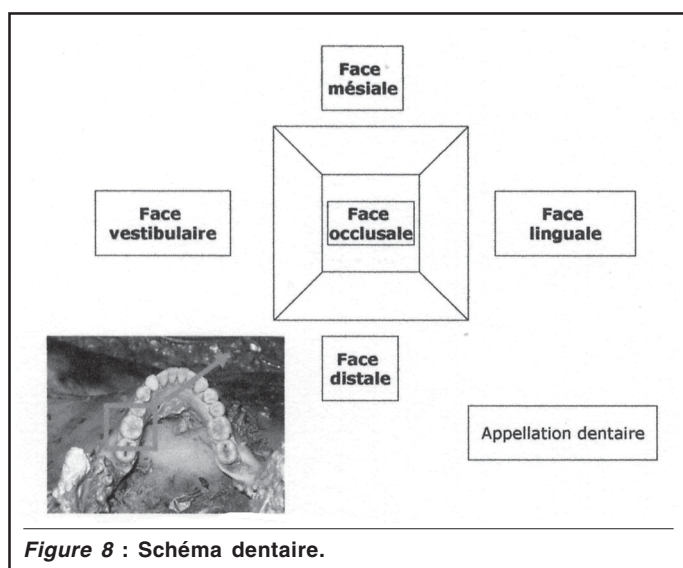 Face
mésiale
Face
vestibulaire
Face
occlusale
Face
linguale
Face
distale
Appellation dentaire
Figure 8 : Schéma dentaire.